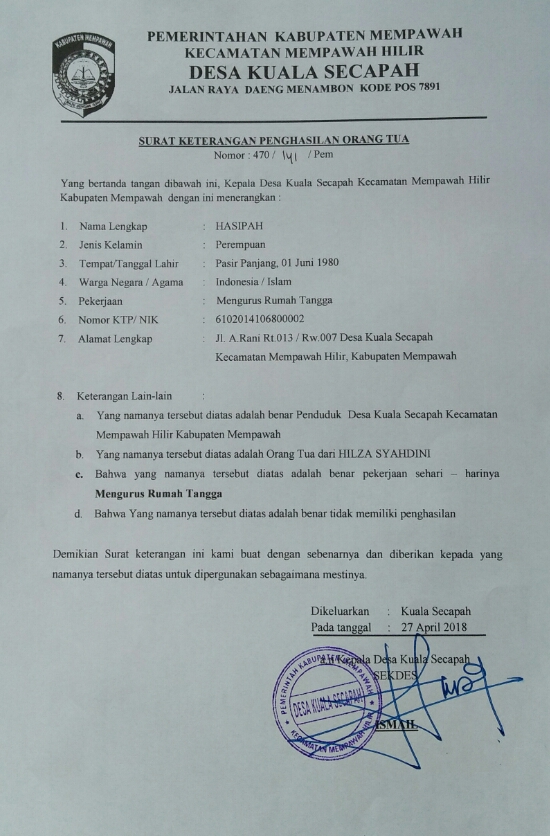 KABUPATEN MEMPAWAH
PEMERINTAHAN KABUPATEN MEMPAWAH
KECAMATAN MEMPAWAH HILIR
DESA KUALA SECAPAH
JALAN RAYA DAENG MENAMBON KODE POS 7891
SURAT KETERANGAN PENGHASILAN ORANG TUA
Nomor : 470 / 141 / Pem
Yang bertanda tangan dibawah ini, Kepala Desa Kuala Secapah Kecamatan Mempawah Hilir
Kabupaten Mempawah dengan ini menerangkan :
1. Nama Lengkap : HASIPAH
2. Jenis Kelamin : Perempuan
3. Tempat/Tanggal Lahir : Pasir Panjang, 01 Juni 1980
4. Warga Negara / Agama : Indonesia / Islam
5. Pekerjaan : Mengurus Rumah Tangga
6. Nomor KTP/ NIK : 6102014106800002
7. Alamat Lengkap : Jl. A.Rani Rt.013 / Rw.007 Desa Kuala Secapah
Kecamatan Mempawah Hilir, Kabupaten Mempawah
8. Keterangan Lain-lain :
a. Yang namanya tersebut diatas adalah benar Penduduk Desa Kuala Secapah Kecamatan
Mempawah Hilir Kabupaten Mempawah
b. Yang namanya tersebut diatas adalah Orang Tua dari HILZA SYAHDINI
c. Bahwa yang namanya tersebut diatas adalah benar pekerjaan sehari – harinya
Mengurus Rumah Tangga
d. Bahwa Yang namanya tersebut diatas adalah benar tidak memiliki penghasilan
Demikian Surat keterangan ini kami buat dengan sebenarnya dan diberikan kepada yang
namanya tersebut diatas untuk dipergunakan sebagaimana mestinya.
Dikeluarkan : Kuala Secapah
Pada tanggal : 27 April 2018
Kepala Desa Kuala Secapah
SEKDES
PEMERINTAH KABUPATEN MEMPAWAH
DESA KUALA SECAPAH
KECAMATAN MEMPAWAH HILIR
ISMAIL